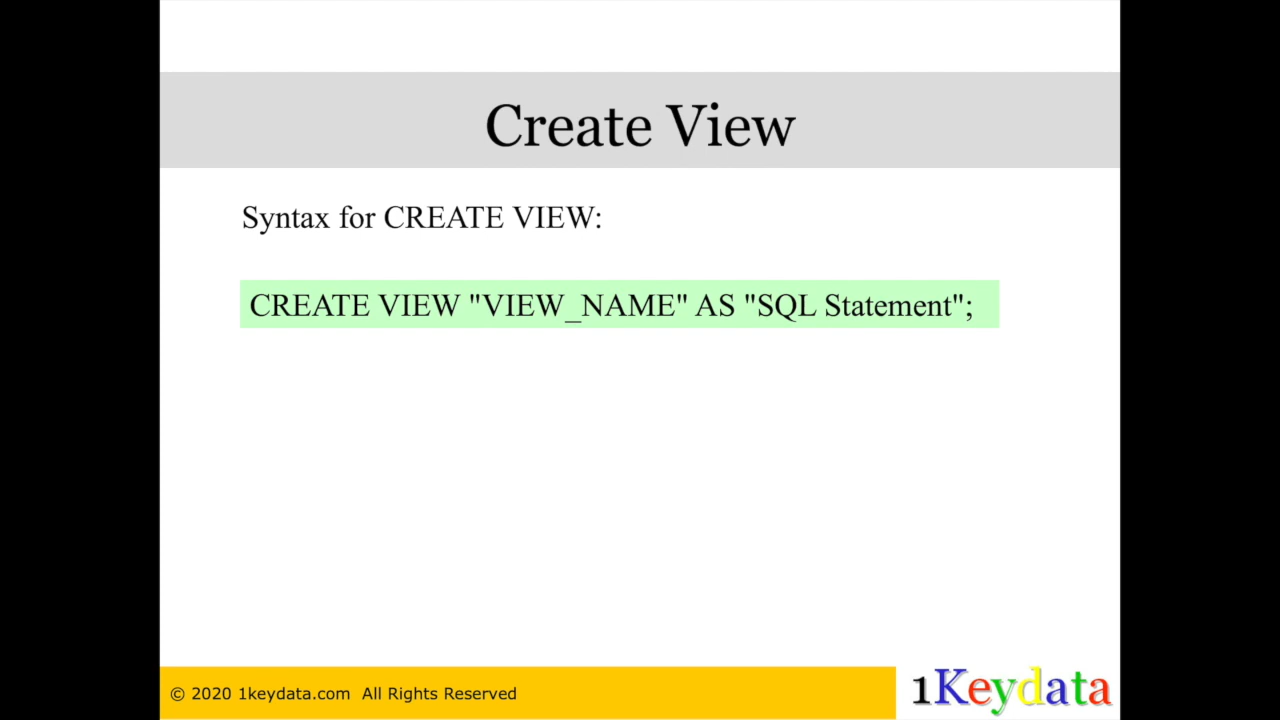 Create View
Syntax for CREATE VIEW:
CREATE VIEW "VIEW_NAME" AS "SQL Statement";
© 2020 1keydata.com All Rights Reserved
1Keydata